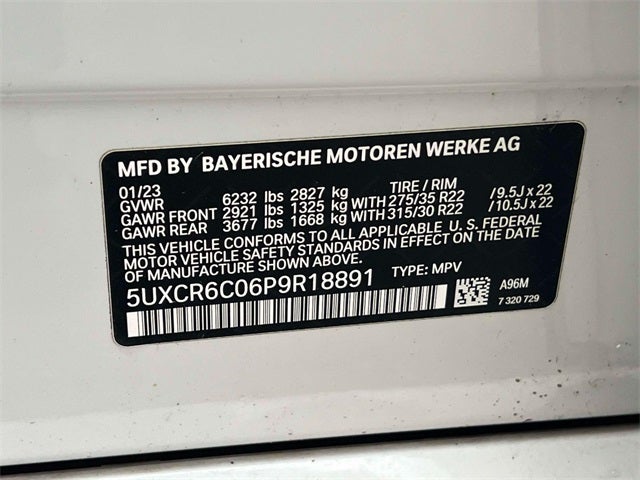 MFD BY BAYERISCHE MOTOREN WERKE AG
01/23 TIRE / RIM
GVWR 6232 lbs 2827 kg
GAWR FRONT 2921 lbs 1325 kg WITH 275/35 R22 /9.5J x 22
GAWR REAR 3677 lbs 1668 kg WITH 315/30 R22 /10.5J x 22
THIS VEHICLE CONFORMS TO ALL APPLICABLE U.S. FEDERAL
MOTOR VEHICLE SAFETY STANDARDS IN EFFECT ON THE
DATE OF MANUFACTURE SHOWN ABOVE.
5UXCR6C06P9R18891 TYPE: MPV
A96M
7 320 729